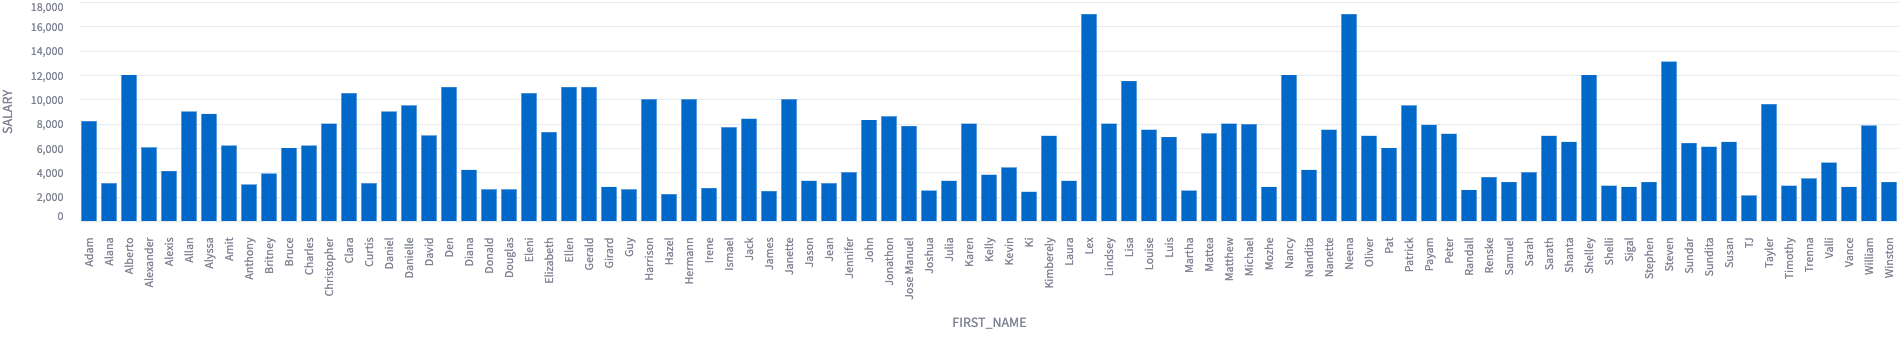 18,000
16,000
14,000
12,000
10,000
8,000
6,000
4,000
2,000
0
SALARY
Adam
Alana
Alberto
Alexander
Alexis
Allan
Alyssa
Amit
Anthony
Britney
Bruce
Charles
Christopher
Clara
Curtis
Daniel
Danielle
David
Den
Diana
Donald
Douglas
Eleni
Elizabeth
Ellen
Gerald
Girard
Guy
Harrison
Hazel
Hermann
Irene
Ismael
Jack
James
Janette
Jason
Jean
Jennifer
John
Jonathon
Jose Manuel
Joshua
Julia
Karen
Kelly
Kevin
Ki
Kimberely
Laura
Lex
Lindsey
Lisa
Louise
Luis
Martha
Mattea
Matthew
Michael
Mozhe
Nancy
Nandita
Nanette
Neena
Oliver
Pat
Patrick
Payam
Peter
Randall
Renske
Samuel
Sarah
Sarath
Shanta
Shelley
Shelli
Sigal
Stephen
Steven
Sundar
Sundita
Susan
TJ
Tayler
Timothy
Trenna
Valli
Vance
William
Winston
FIRST_NAME